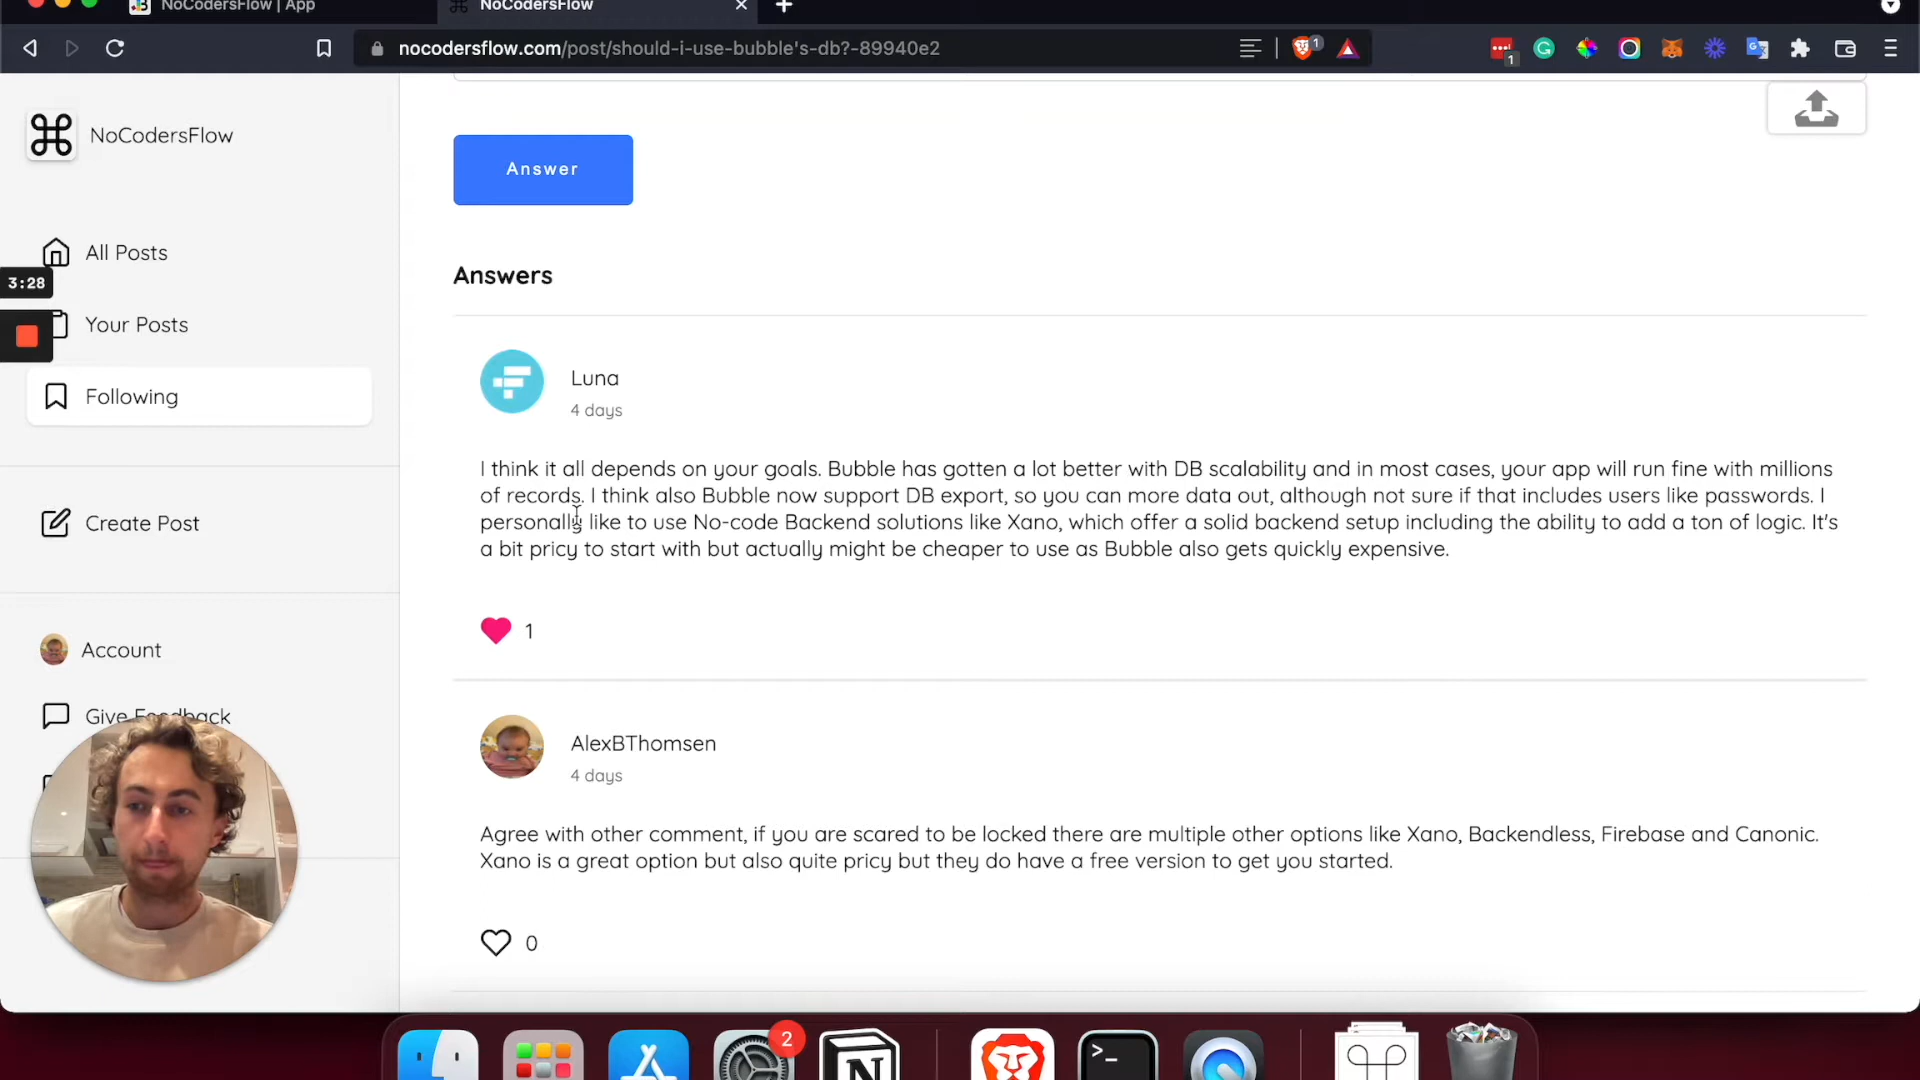 NoCodersFlow | App
NoCodersFlow
nocodersflow.com/post/should-i-use-bubble's-db?-89940e2
1
1
NoCodersFlow
All Posts
3:28
Your Posts
Following
Create Post
Account
Give Feedback
Answer
Answers
Luna
4 days
I think it all depends on your goals. Bubble has gotten a lot better with DB scalability and in most cases, your app will run fine with millions
of records. I think also Bubble now support DB export, so you can more data out, although not sure if that includes users like passwords. I
personally like to use No-code Backend solutions like Xano, which offer a solid backend setup including the ability to add a ton of logic. It's
a bit pricy to start with but actually might be cheaper to use as Bubble also gets quickly expensive.
1
AlexBThomsen
4 days
Agree with other comment, if you are scared to be locked there are multiple other options like Xano, Backendless, Firebase and Canonic.
Xano is a great option but also quite pricy but they do have a free version to get you started.
0
2